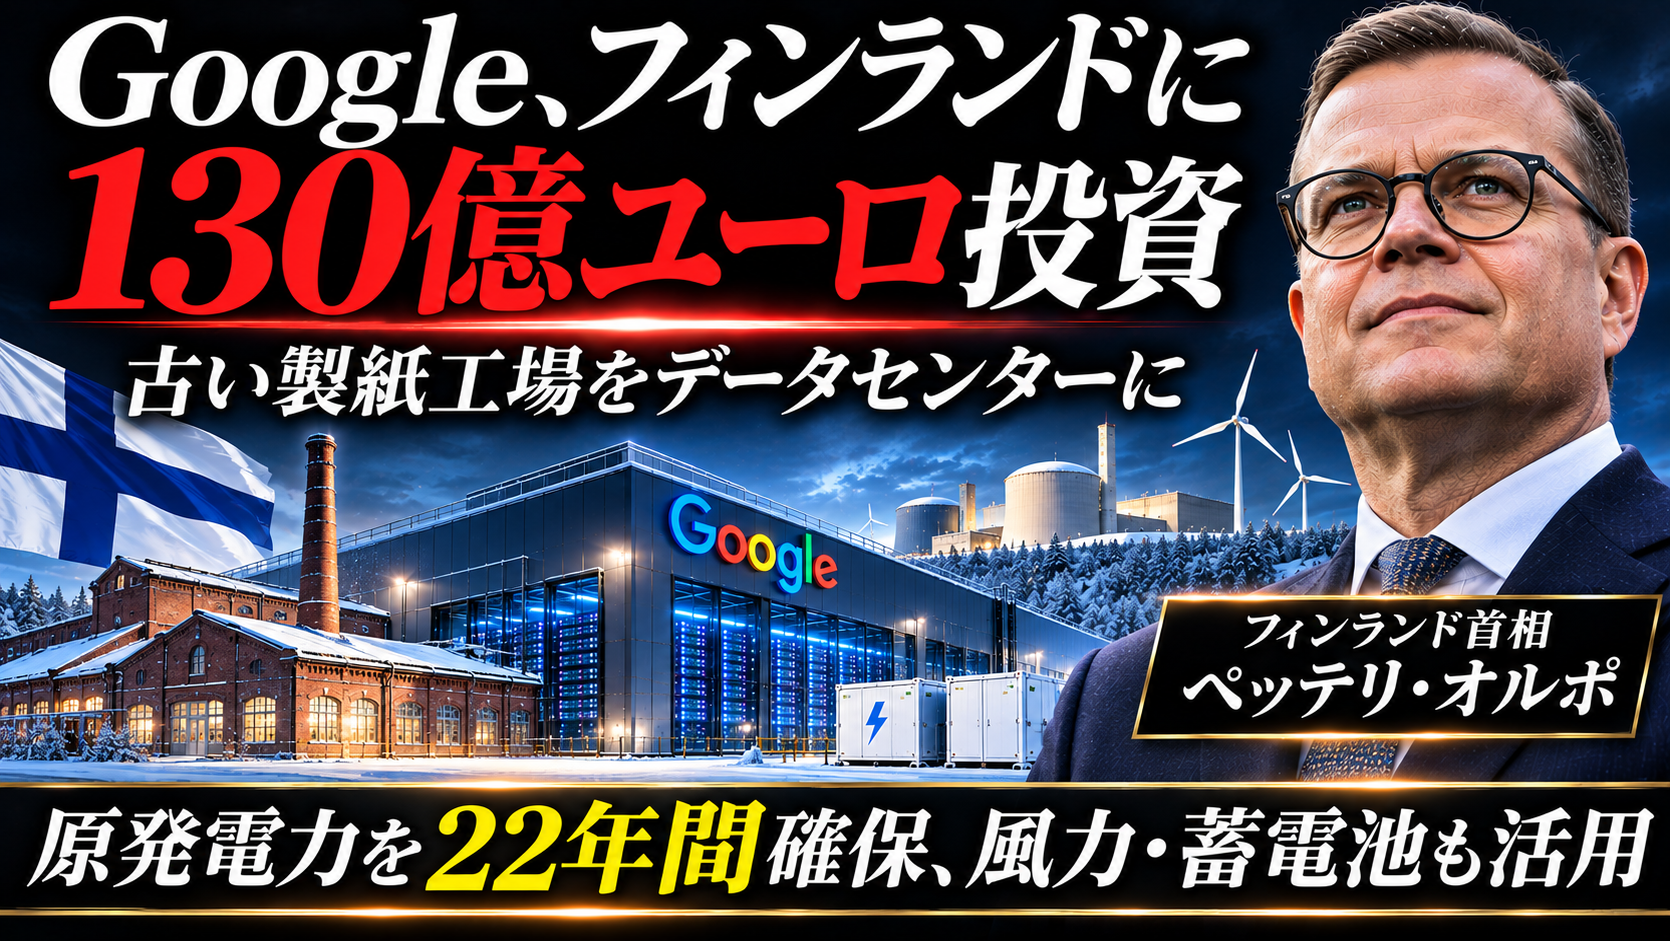 Google、フィンランドに
130億ユーロ投資
古い製紙工場をデータセンターに
Google
フィンランド首相
ペッテリ・オルポ
原発電力を22年間確保、風力・蓄電池も活用